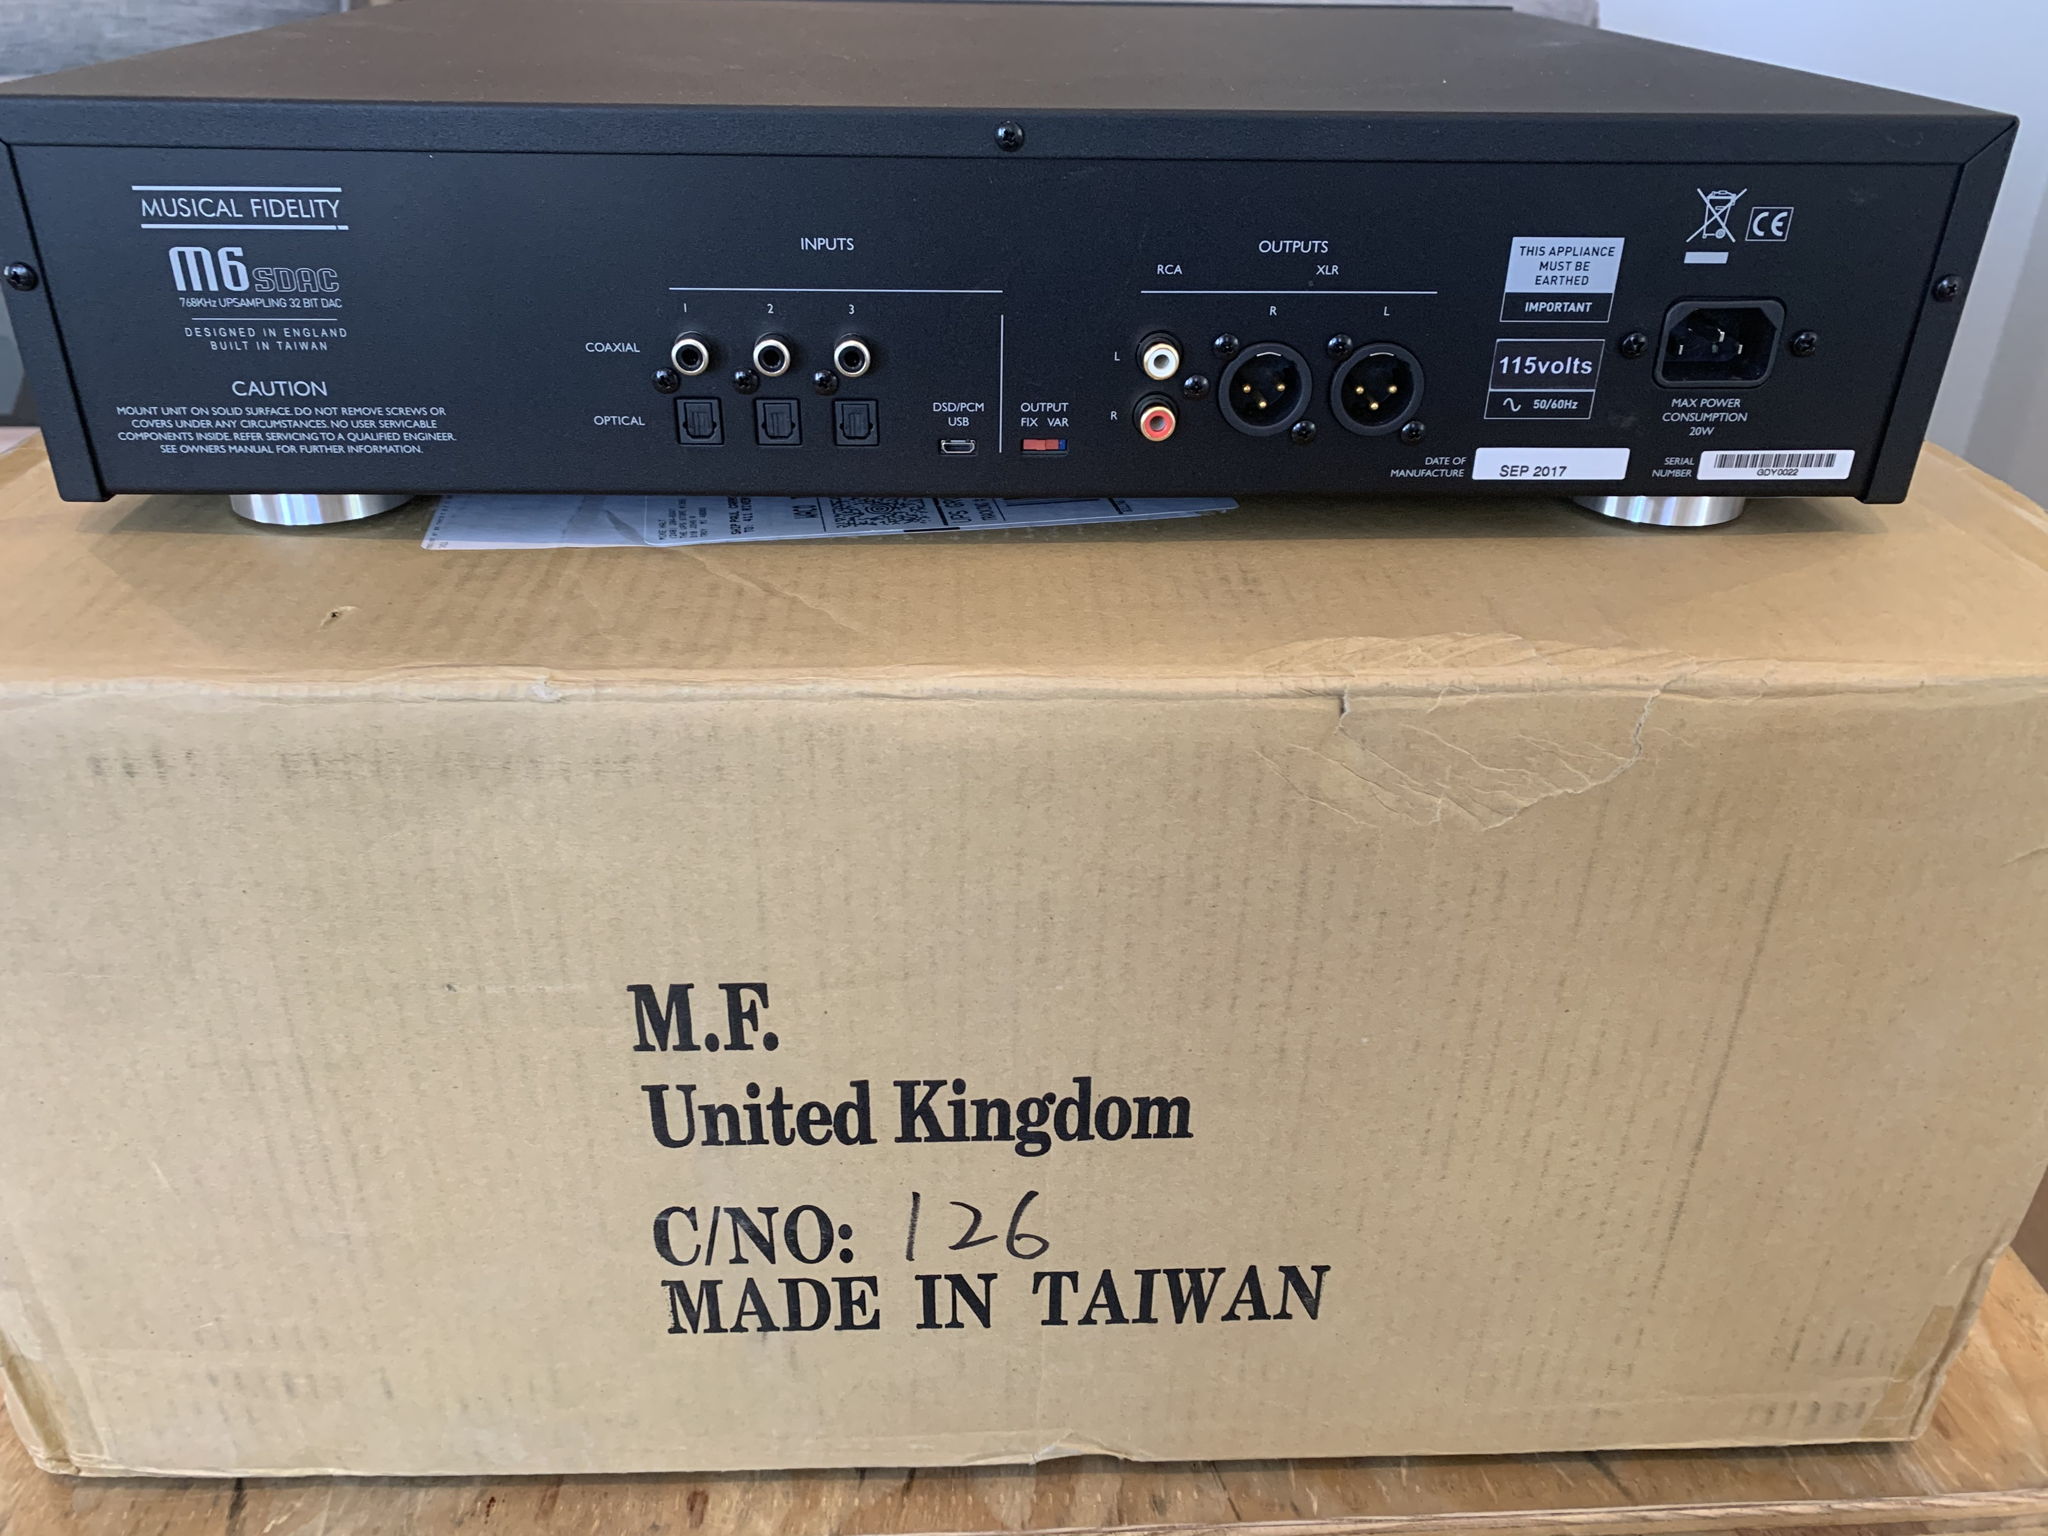 MUSICAL FIDELITY
M6 SDAC
768KHz UPSAMPLING 32 BIT DAC
DESIGNED IN ENGLAND
BUILT IN TAIWAN
CAUTION
MOUNT UNIT ON SOLID SURFACE. DO NOT REMOVE SCREWS OR
COVERS UNDER ANY CIRCUMSTANCES. NO USER SERVICABLE
COMPONENTS INSIDE. REFER SERVICING TO A QUALIFIED ENGINEER.
SEE OWNERS MANUAL FOR FURTHER INFORMATION.
INPUTS
1 2 3
COAXIAL
OPTICAL
DSD/PCM
USB
OUTPUTS
RCA XLR
R L
L
R
OUTPUT
FIX VAR
THIS APPLIANCE
MUST BE
EARTHED
IMPORTANT
115volts
50/60Hz
CE
MAX POWER
CONSUMPTION
20W
DATE OF
MANUFACTURE
SEP 2017
SERIAL
NUMBER
GDY0022
M.F.
United Kingdom
C/NO: 126
MADE IN TAIWAN